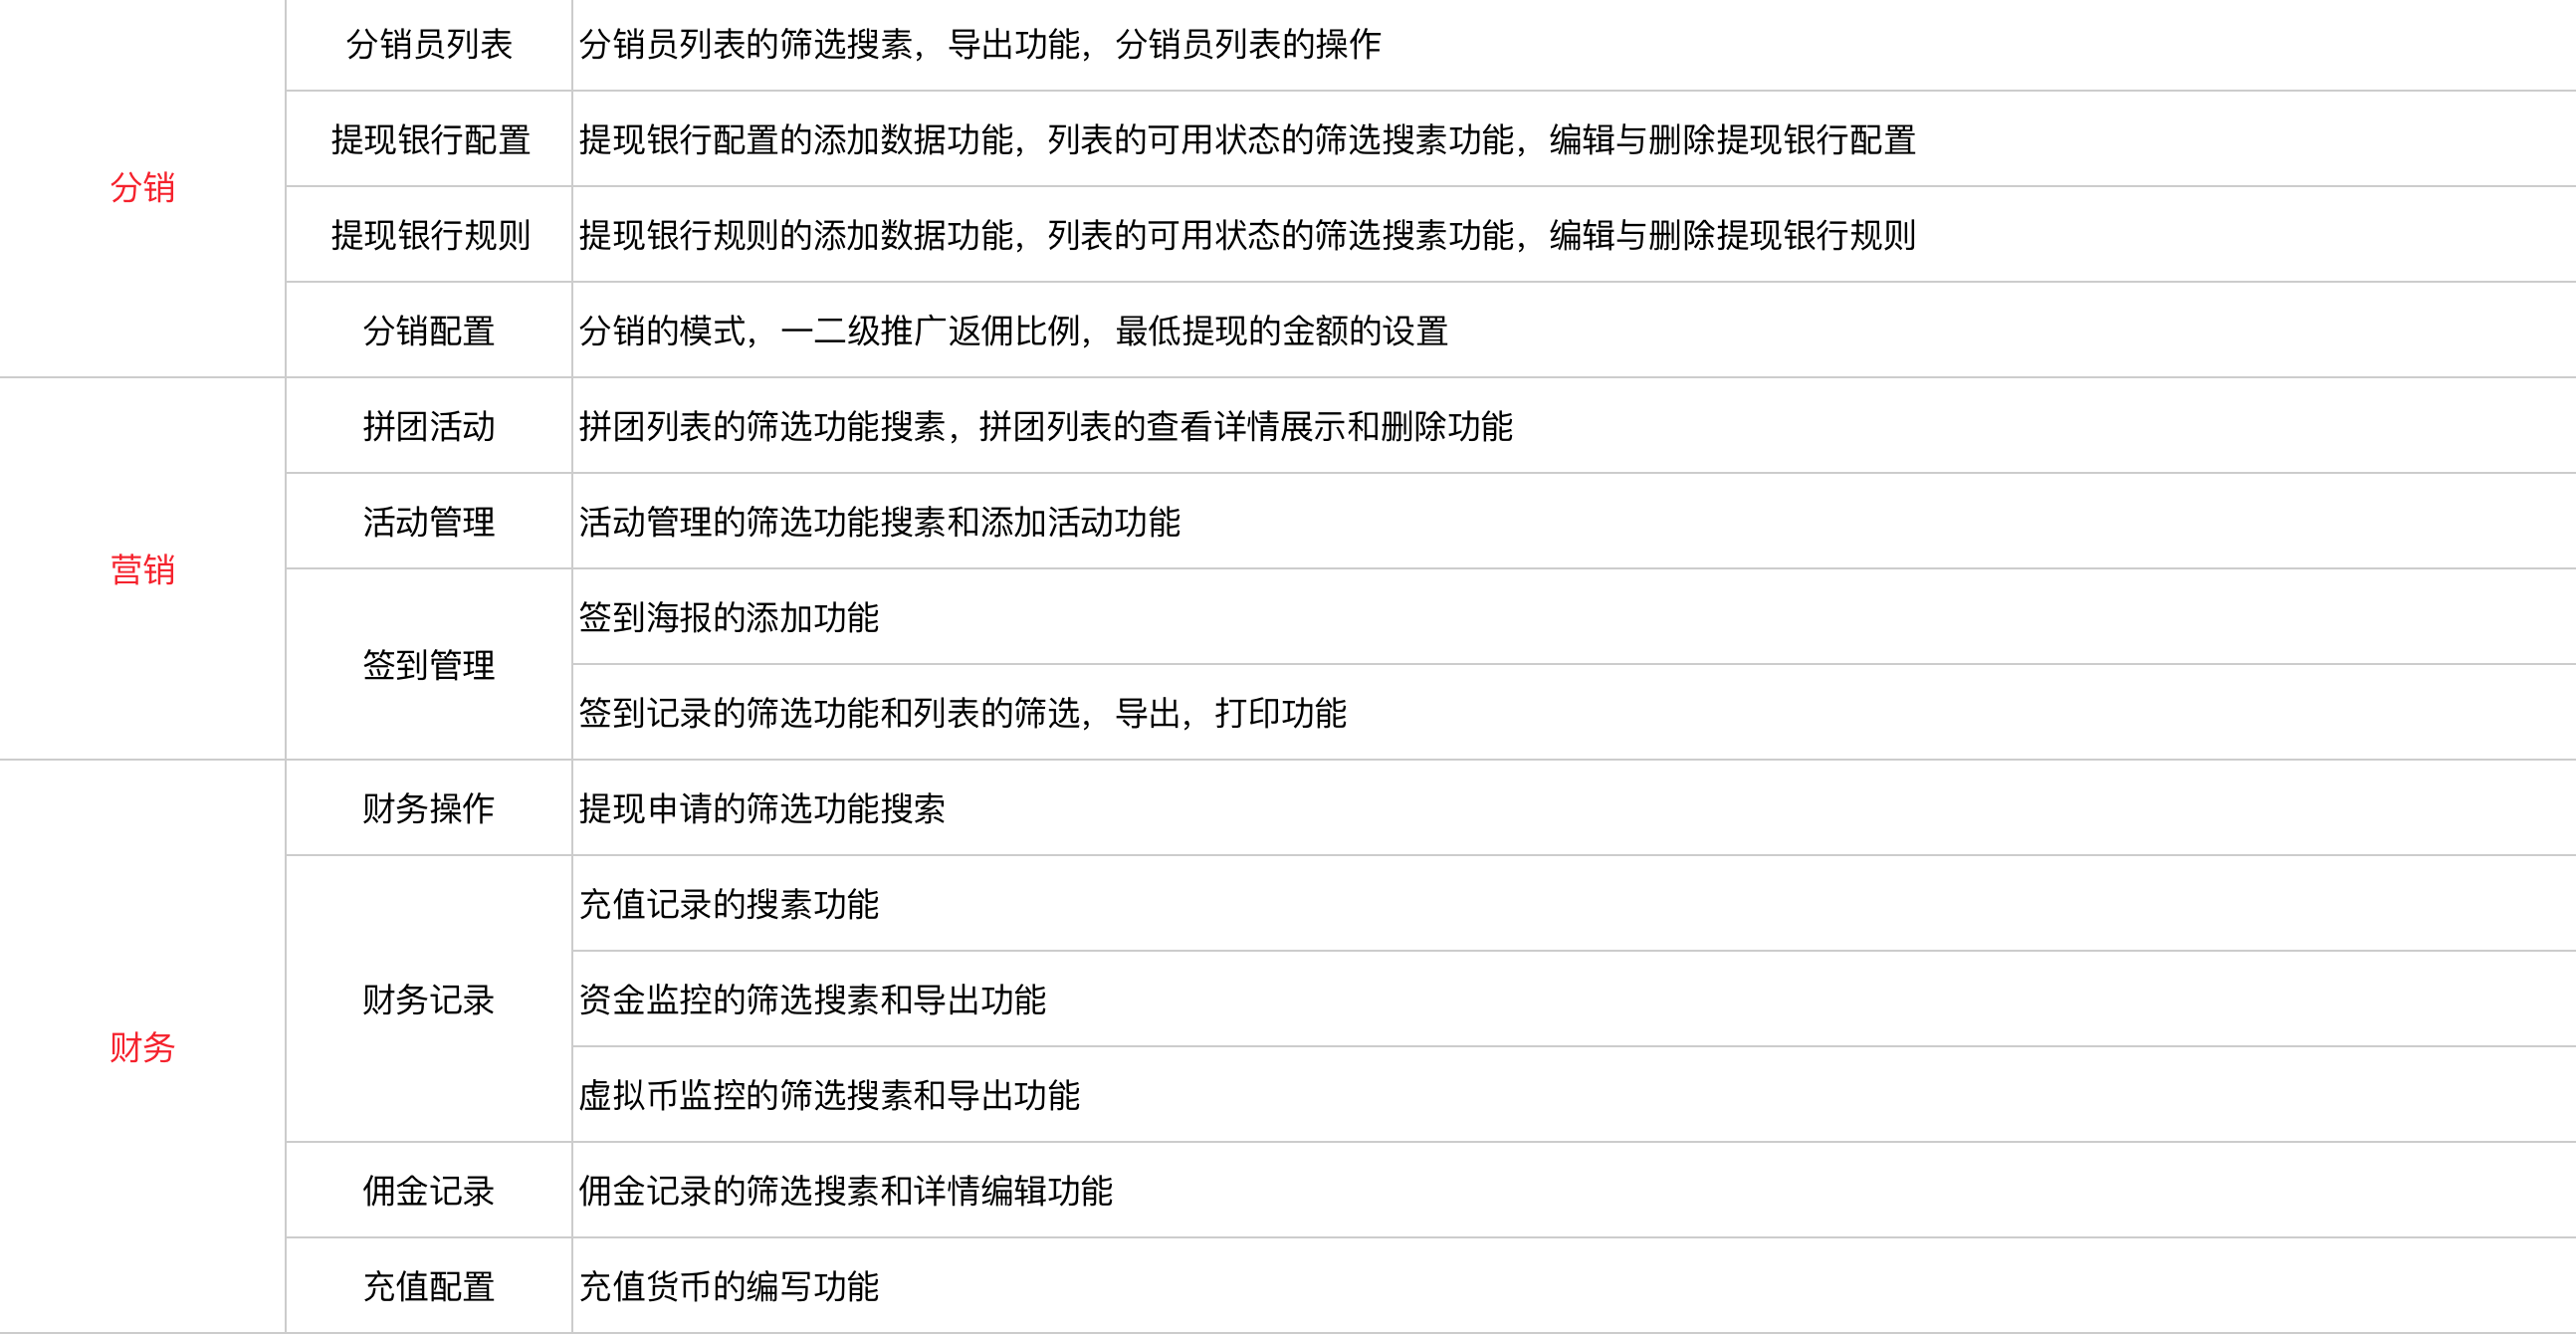 分销
分销员列表
分销员列表的筛选搜素，导出功能，分销员列表的操作
提现银行配置
提现银行配置的添加数据功能，列表的可用状态的筛选搜素功能，编辑与删除提现银行配置
提现银行规则
提现银行规则的添加数据功能，列表的可用状态的筛选搜素功能，编辑与删除提现银行规则
分销配置
分销的模式，一二级推广返佣比例，最低提现的金额的设置
营销
拼团活动
拼团列表的筛选功能搜素，拼团列表的查看详情展示和删除功能
活动管理
活动管理的筛选功能搜素和添加活动功能
签到管理
签到海报的添加功能
签到记录的筛选功能和列表的筛选，导出，打印功能
财务
财务操作
提现申请的筛选功能搜索
财务记录
充值记录的搜素功能
资金监控的筛选搜素和导出功能
虚拟币监控的筛选搜素和导出功能
佣金记录
佣金记录的筛选搜素和详情编辑功能
充值配置
充值货币的编写功能